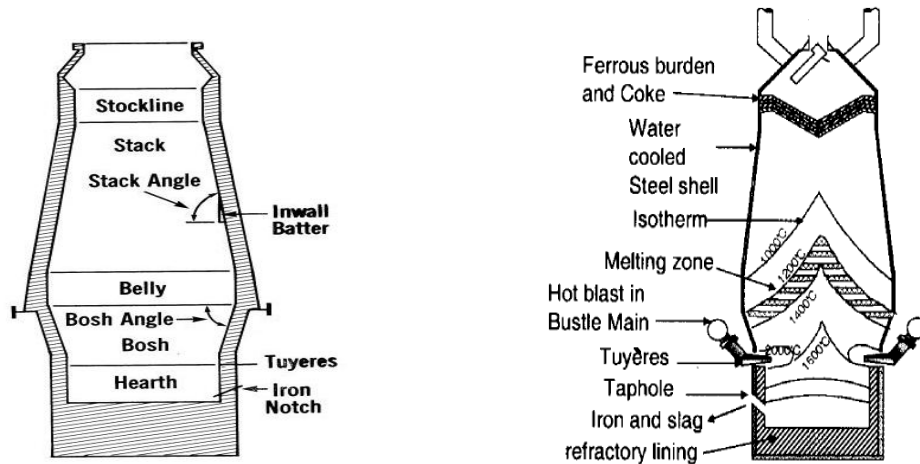 Stockline
Stack
Stack Angle
Inwall
Batter
Belly
Bosh Angle
Bosh
Tuyeres
Hearth
Iron
Notch
Ferrous burden
and Coke
Water
cooled
Steel shell
Isotherm
1000°C
Melting zone
1200°C
Hot blast in
Bustle Main
1400°C
Tuyeres
2000°C
1600°C
Taphole
Iron and slag
refractory lining